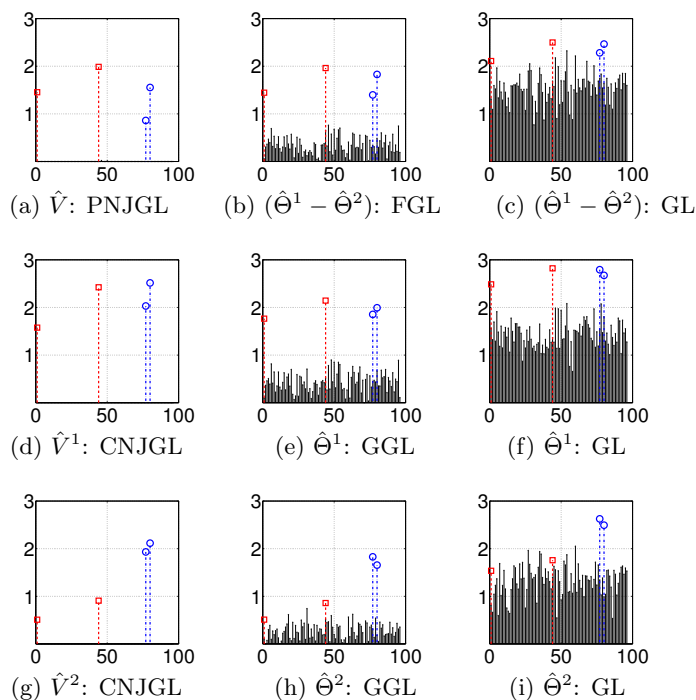 3 3 3
2 2 2
1 1 1
0 50 100 0 50 100 0 50 100
(a) V̂: PNJGL (b) (Θ̂¹ − Θ̂²): FGL (c) (Θ̂¹ − Θ̂²): GL
3 3 3
2 2 2
1 1 1
0 50 100 0 50 100 0 50 100
(d) V̂¹: CNJGL (e) Θ̂¹: GGL (f) Θ̂¹: GL
3 3 3
2 2 2
1 1 1
0 50 100 0 50 100 0 50 100
(g) V̂²: CNJGL (h) Θ̂²: GGL (i) Θ̂²: GL